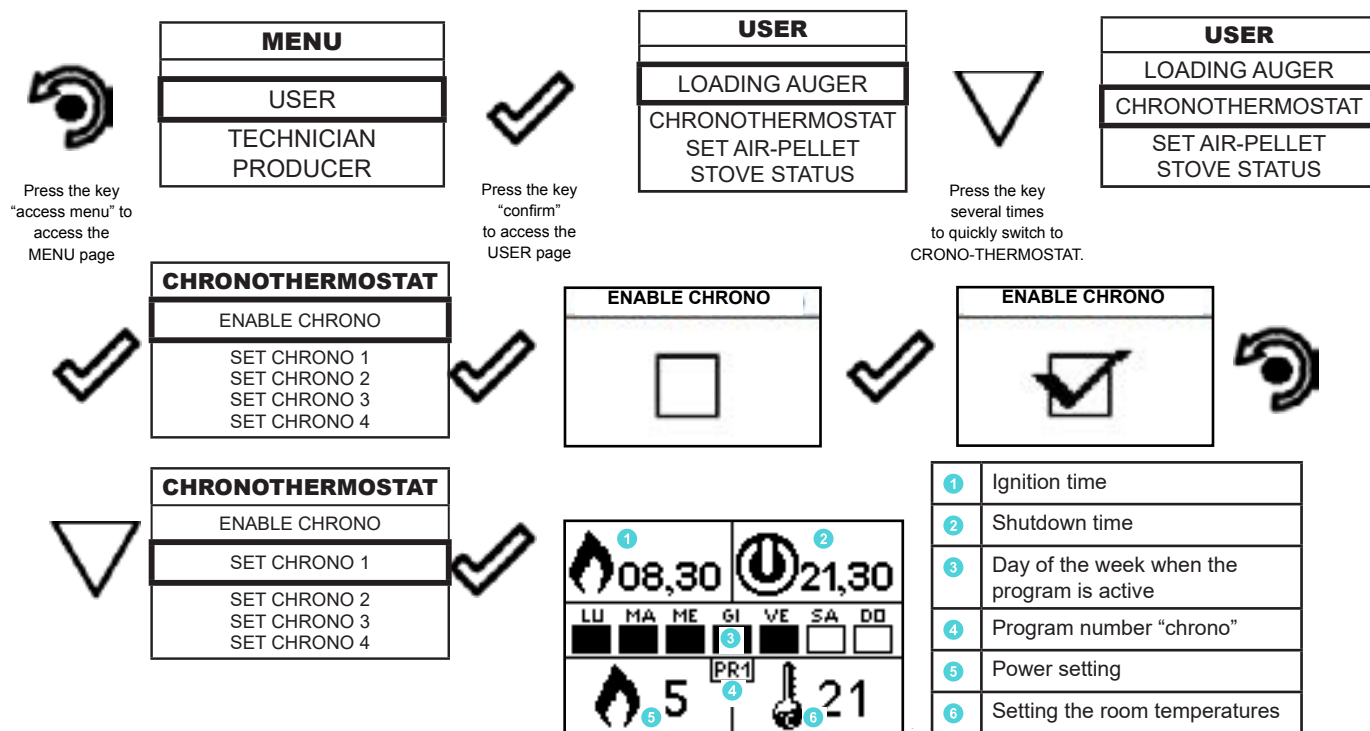 MENU
USER
TECHNICIAN
PRODUCER
Press the key
“access menu” to
access the
MENU page
USER
LOADING AUGER
CHRONOTHERMOSTAT
SET AIR-PELLET
STOVE STATUS
Press the key
“confirm”
to access the
USER page
USER
LOADING AUGER
CHRONOTHERMOSTAT
SET AIR-PELLET
STOVE STATUS
Press the key
several times
to quickly switch to
CRONO-THERMOSTAT.
CHRONOTHERMOSTAT
ENABLE CHRONO
SET CHRONO 1
SET CHRONO 2
SET CHRONO 3
SET CHRONO 4
ENABLE CHRONO
ENABLE CHRONO
CHRONOTHERMOSTAT
ENABLE CHRONO
SET CHRONO 1
SET CHRONO 2
SET CHRONO 3
SET CHRONO 4
1 2
08,30 21,30
LU MA ME GI VE SA DO
3
PR1
4
5 5 6 21
1 Ignition time
2 Shutdown time
3 Day of the week when the
program is active
4 Program number “chrono”
5 Power setting
6 Setting the room temperatures